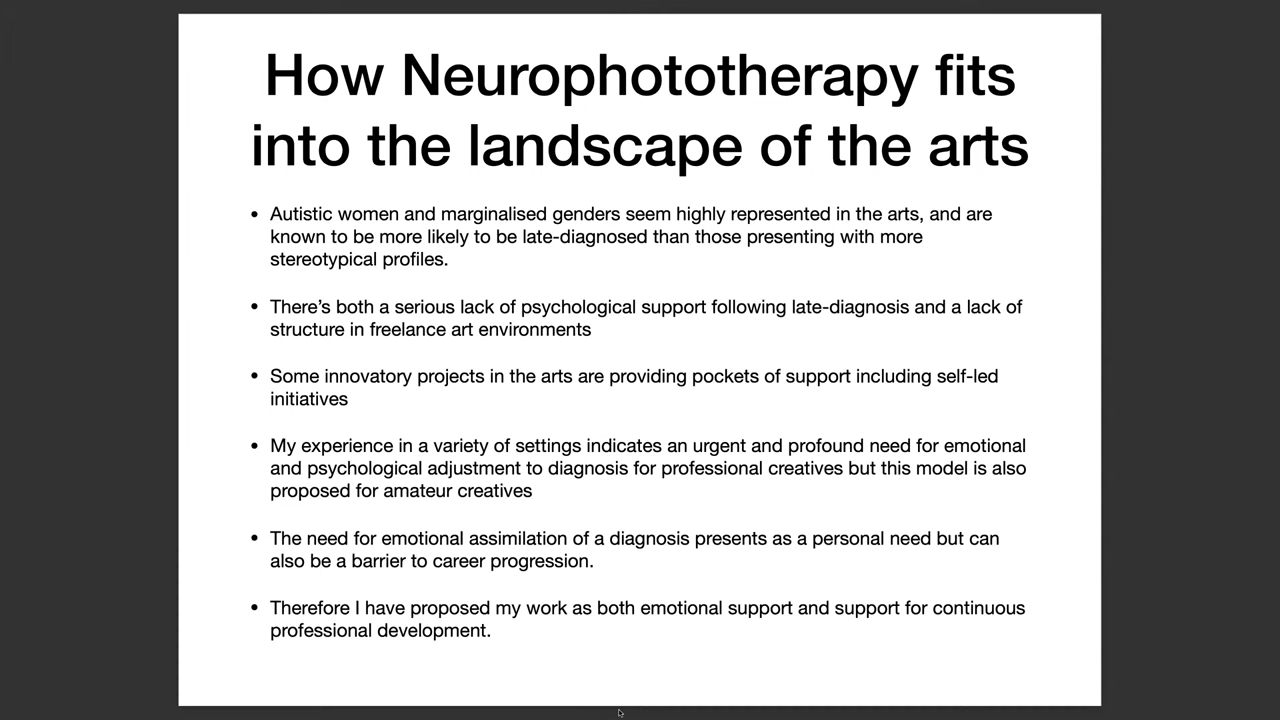 How Neurophototherapy fits
into the landscape of the arts
• Autistic women and marginalised genders seem highly represented in the arts, and are
known to be more likely to be late-diagnosed than those presenting with more
stereotypical profiles.
• There’s both a serious lack of psychological support following late-diagnosis and a lack of
structure in freelance art environments
• Some innovatory projects in the arts are providing pockets of support including self-led
initiatives
• My experience in a variety of settings indicates an urgent and profound need for emotional
and psychological adjustment to diagnosis for professional creatives but this model is also
proposed for amateur creatives
• The need for emotional assimilation of a diagnosis presents as a personal need but can
also be a barrier to career progression.
• Therefore I have proposed my work as both emotional support and support for continuous
professional development.